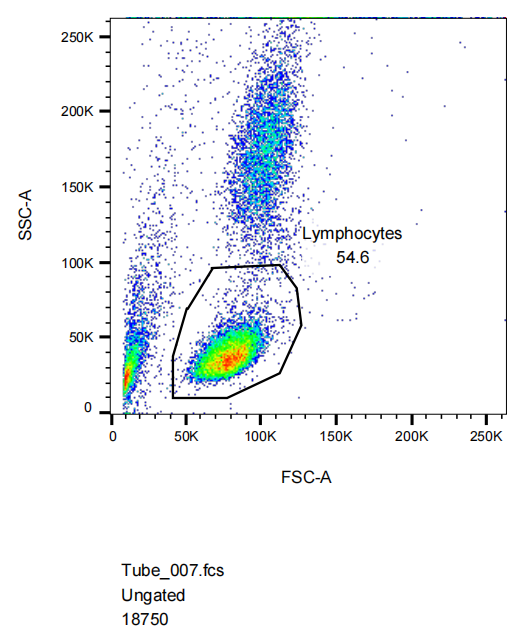 250K
200K
150K
100K
50K
0
SSC-A
Lymphocytes
54.6
0 50K 100K 150K 200K 250K
FSC-A
Tube_007.fcs
Ungated
18750